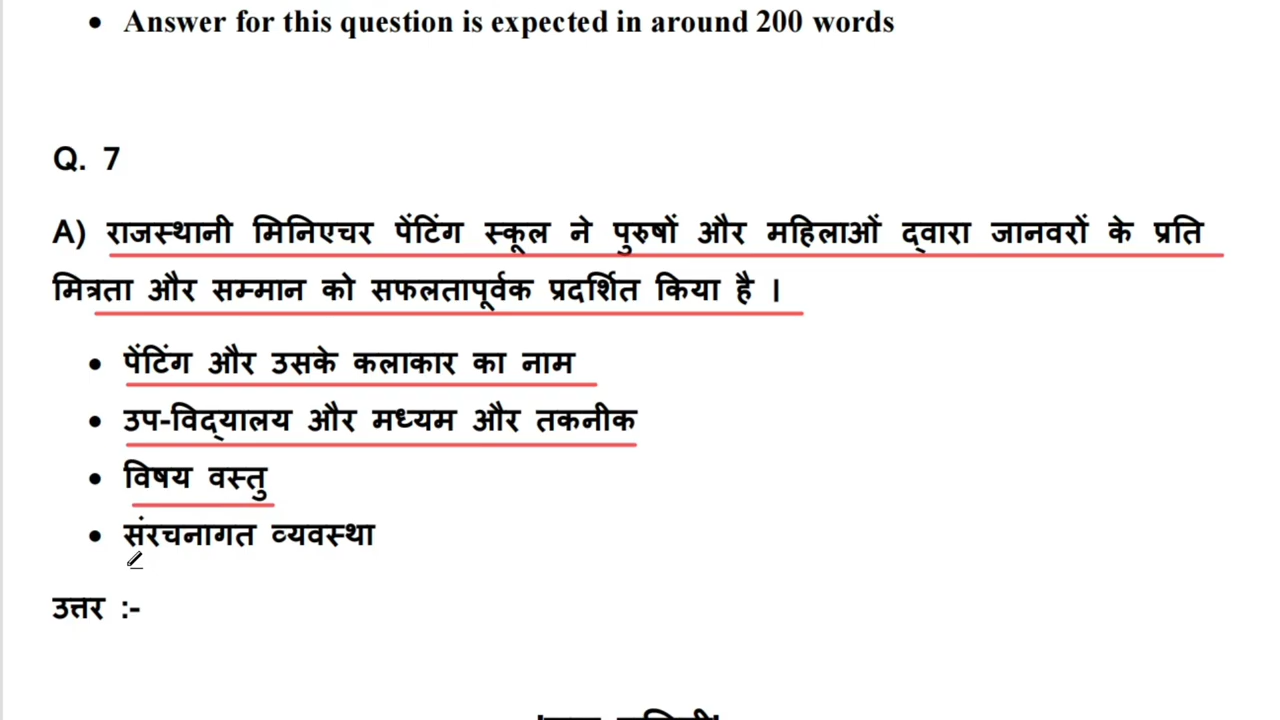 • Answer for this question is expected in around 200 words
Q. 7
A) राजस्थानी मिनिएचर पेंटिंग स्कूल ने पुरुषों और महिलाओं द्वारा जानवरों के प्रति
मित्रता और सम्मान को सफलतापूर्वक प्रदर्शित किया है ।
• पेंटिंग और उसके कलाकार का नाम
• उप-विद्यालय और मध्यम और तकनीक
• विषय वस्तु
• संरचनागत व्यवस्था
उत्तर :-